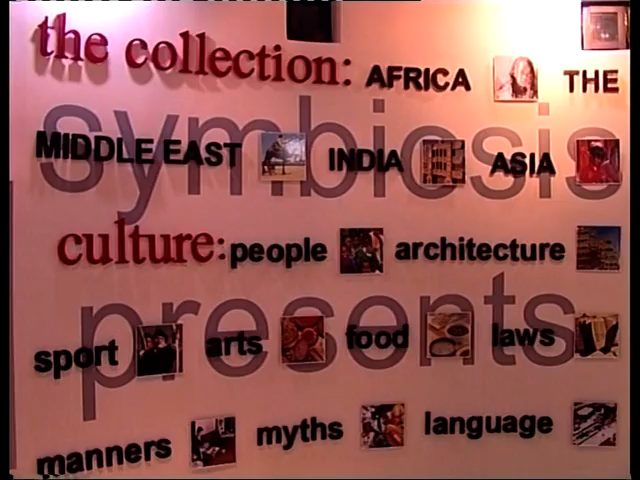 the collection: AFRICA THE
symbiosis
MIDDLE EAST INDIA ASIA
culture: people architecture
presents
sport arts food laws
manners myths language